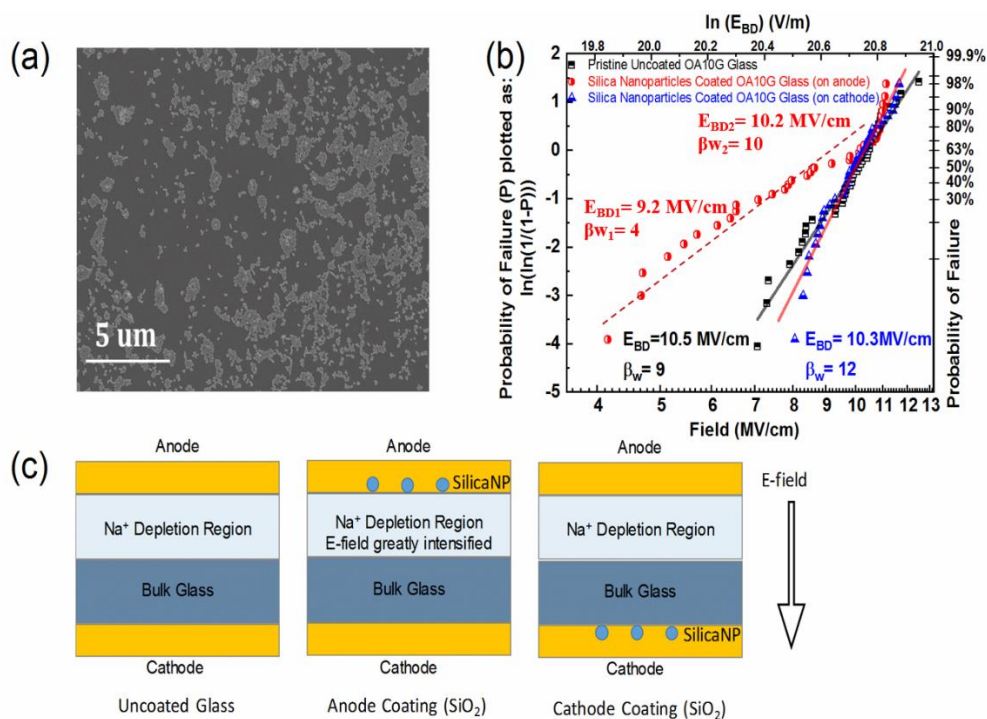 (a)
5 um
(b)
ln (E_BD) (V/m)
19.8 20.0 20.2 20.4 20.6 20.8 21.0
Probability of Failure (P) plotted as:
ln(ln(1/(1-P)))
2
1
0
-1
-2
-3
-4
-5
Pristine Uncoated OA10G Glass
Silica Nanoparticles Coated OA10G Glass (on anode)
Silica Nanoparticles Coated OA10G Glass (on cathode)
E_BD2= 10.2 MV/cm
βw₂= 10
E_BD1= 9.2 MV/cm
βw₁= 4
E_BD=10.5 MV/cm
β_w= 9
E_BD= 10.3MV/cm
β_w= 12
99.9%
98%
90%
80%
63%
50%
40%
30%
Probability of Failure
4 5 6 7 8 9 10 11 12 13
Field (MV/cm)
(c)
Anode
Na⁺ Depletion Region
Bulk Glass
Cathode
Uncoated Glass
Anode
SilicaNP
Na⁺ Depletion Region
E-field greatly intensified
Bulk Glass
Cathode
Anode Coating (SiO₂)
Anode
Na⁺ Depletion Region
Bulk Glass
SilicaNP
Cathode
Cathode Coating (SiO₂)
E-field